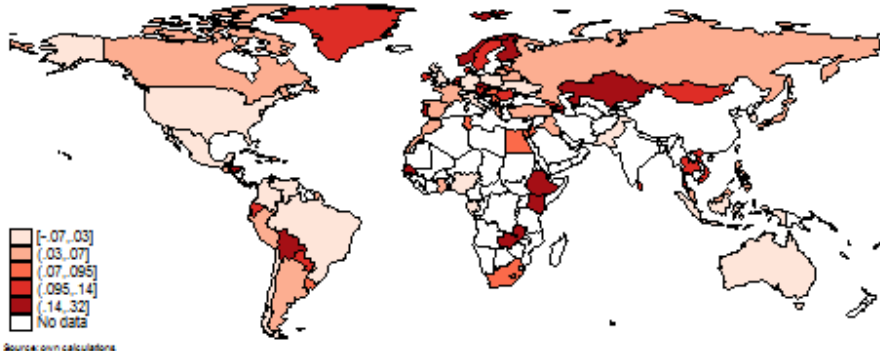 [-.07,.03]
(.03,.07]
(.07,.095]
(.095,.14]
(.14,.32]
No data
Source: own calculations